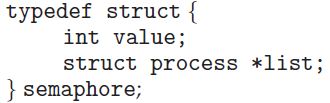 typedef struct{
int value;
struct process *list;
} semaphore;